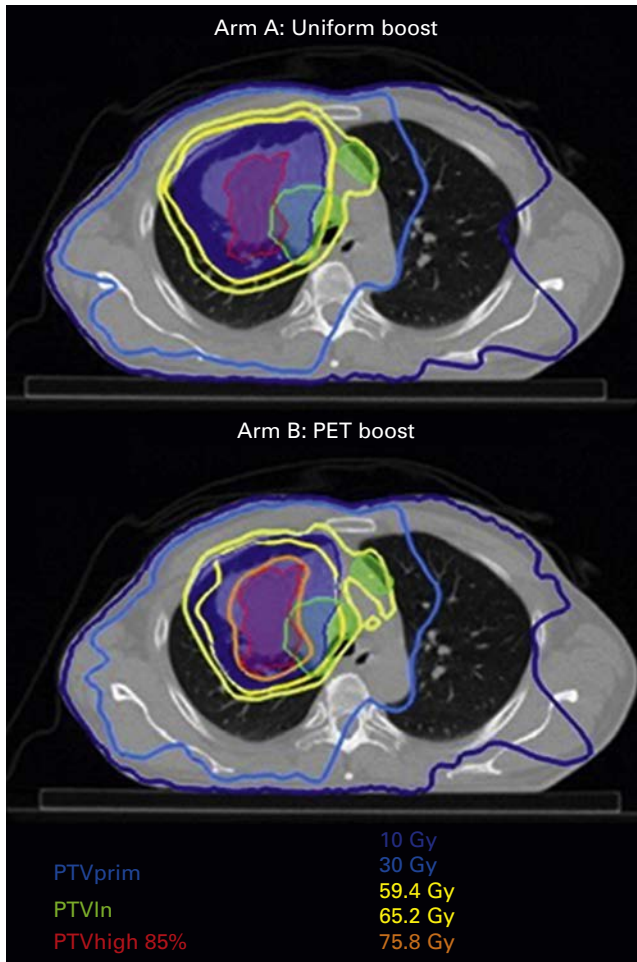 Arm A: Uniform boost
Arm B: PET boost
10 Gy
PTVprim
30 Gy
59.4 Gy
PTVln
65.2 Gy
PTVhigh 85%
75.8 Gy